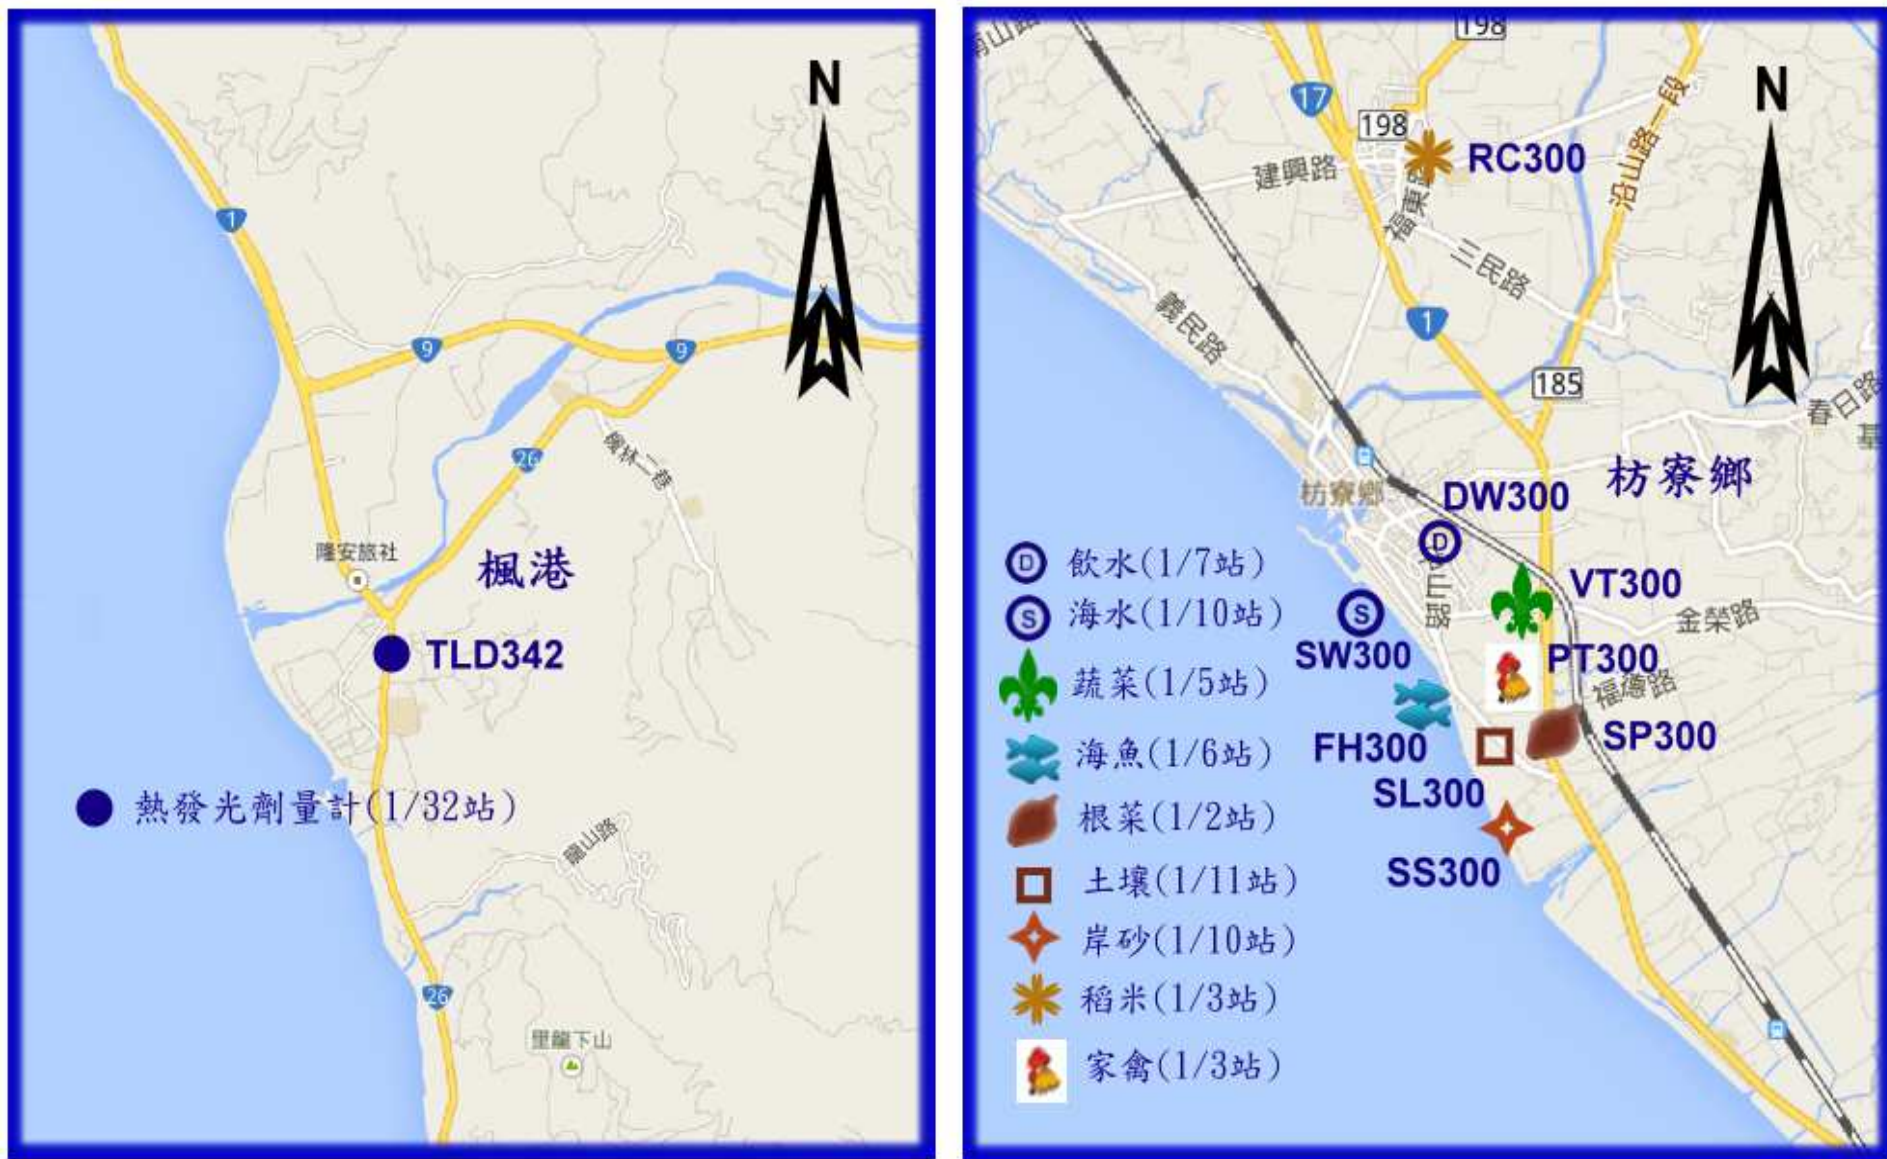 N
1
9
9
26
楓林二巷
隆安旅社
楓港
TLD342
熱發光劑量計(1/32站)
龍山路
26
里龍下山
198
N
17
198
RC300
建興路
沿山路一段
福東路
三民路
義民路
1
185
春日路
枋寮鄉
枋寮鄉
DW300
D
飲水(1/7站)
VT300
S
海水(1/10站)
S
金榮路
SW300
PT300
蔬菜(1/5站)
福德路
SP300
FH300
海魚(1/6站)
SL300
根菜(1/2站)
SS300
土壤(1/11站)
岸砂(1/10站)
稻米(1/3站)
家禽(1/3站)
D